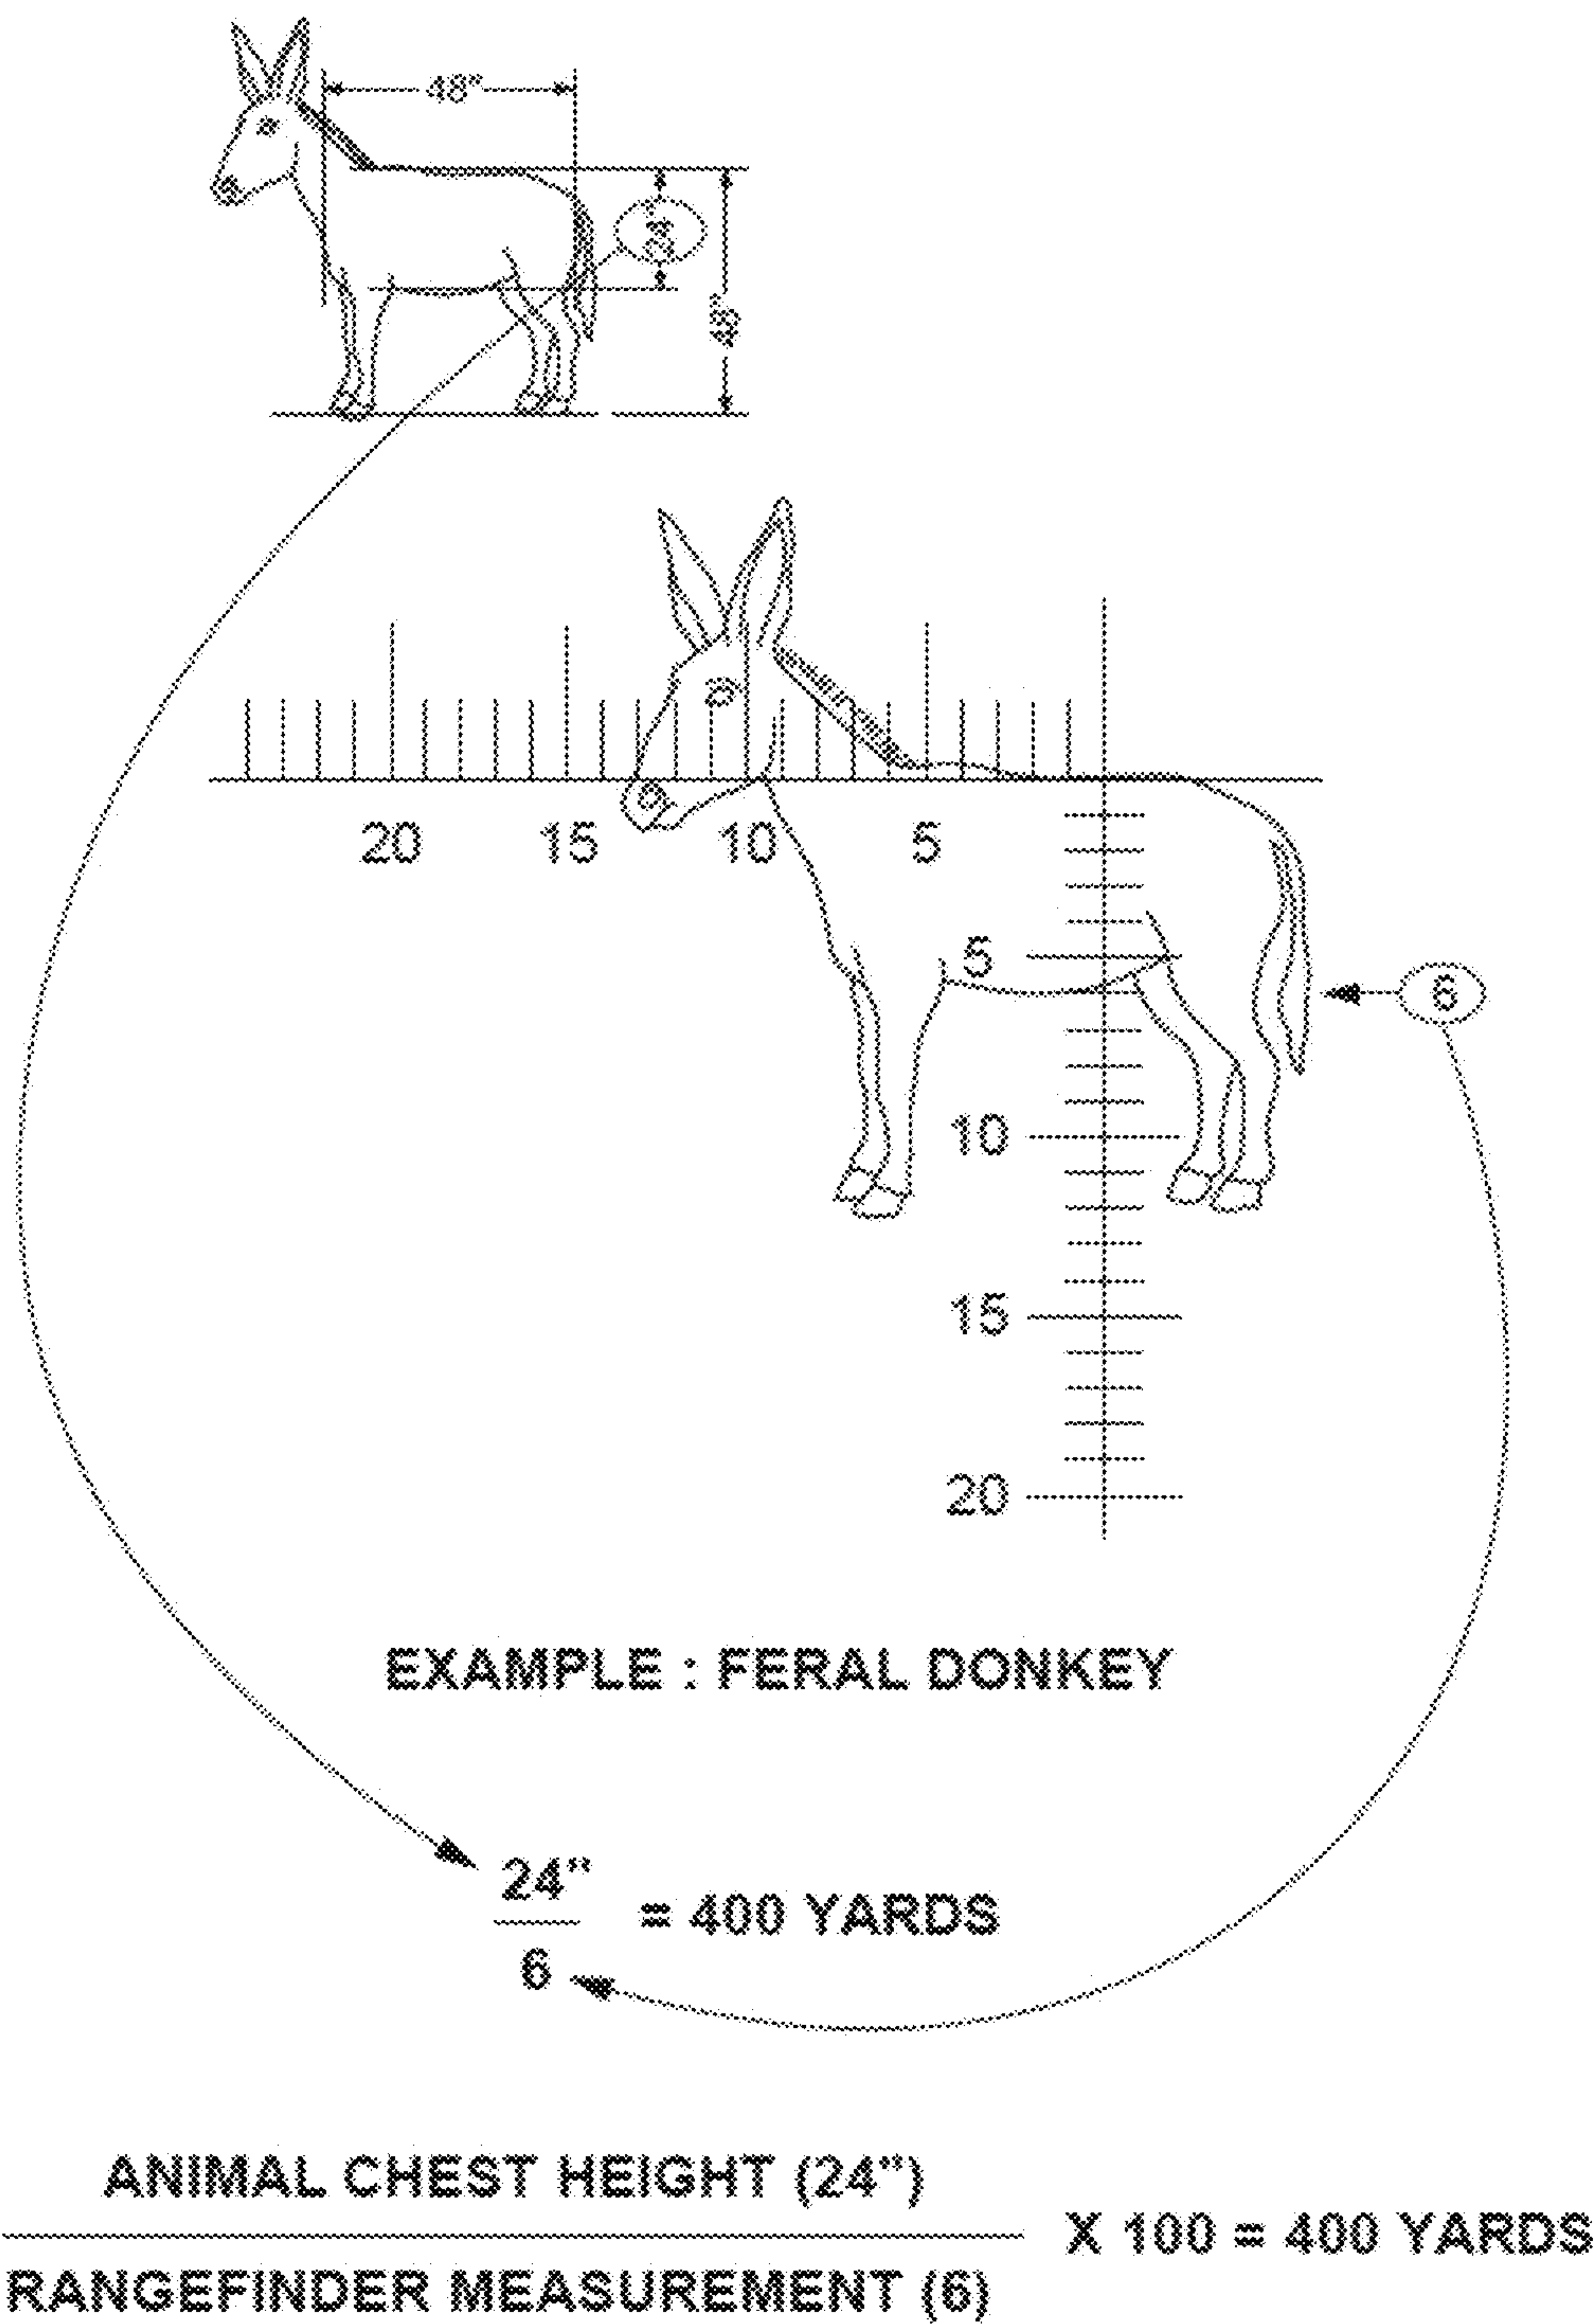 48"
24"
48"
20 15 10 5
5
6
10
15
20
EXAMPLE : FERAL DONKEY
24"
= 400 YARDS
6
ANIMAL CHEST HEIGHT (24")
X 100 = 400 YARDS
RANGEFINDER MEASUREMENT (6)